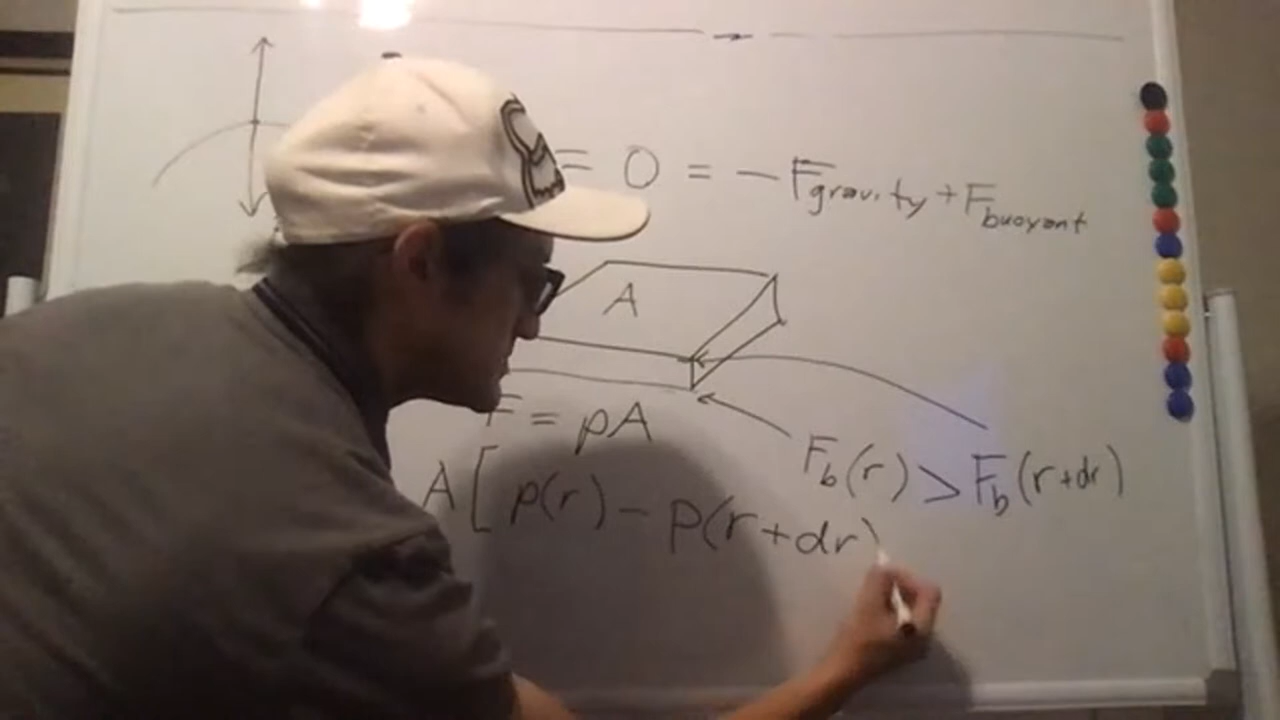 = 0 = - Fgravity + Fbuoyant
A
F = pA
Fb(r) > Fb(r+dr)
A[p(r) - p(r+dr)